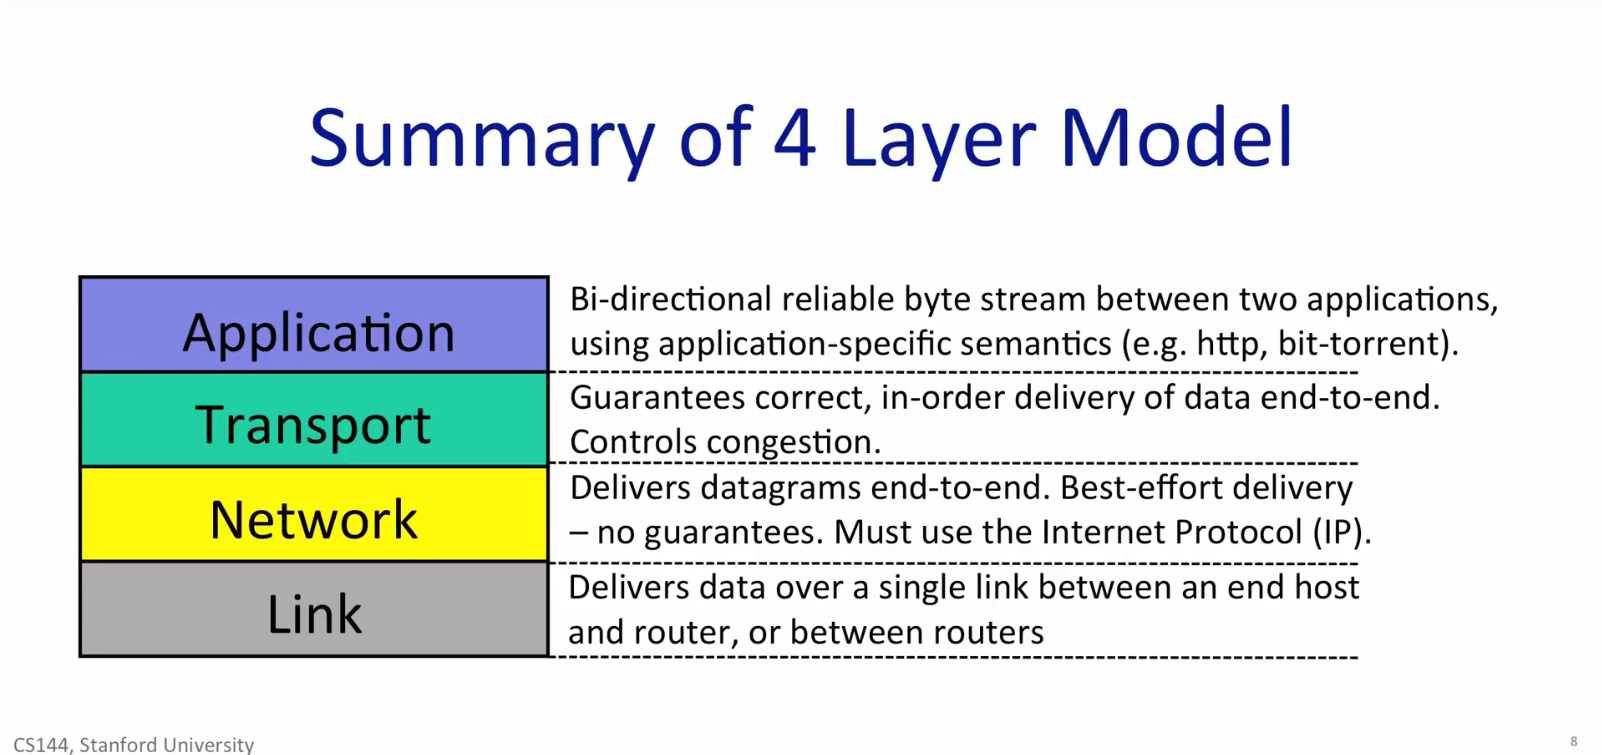 Summary of 4 Layer Model
Application
Bi-directional reliable byte stream between two applications,
using application-specific semantics (e.g. http, bit-torrent).
Transport
Guarantees correct, in-order delivery of data end-to-end.
Controls congestion.
Network
Delivers datagrams end-to-end. Best-effort delivery
– no guarantees. Must use the Internet Protocol (IP).
Link
Delivers data over a single link between an end host
and router, or between routers
CS144, Stanford University
8